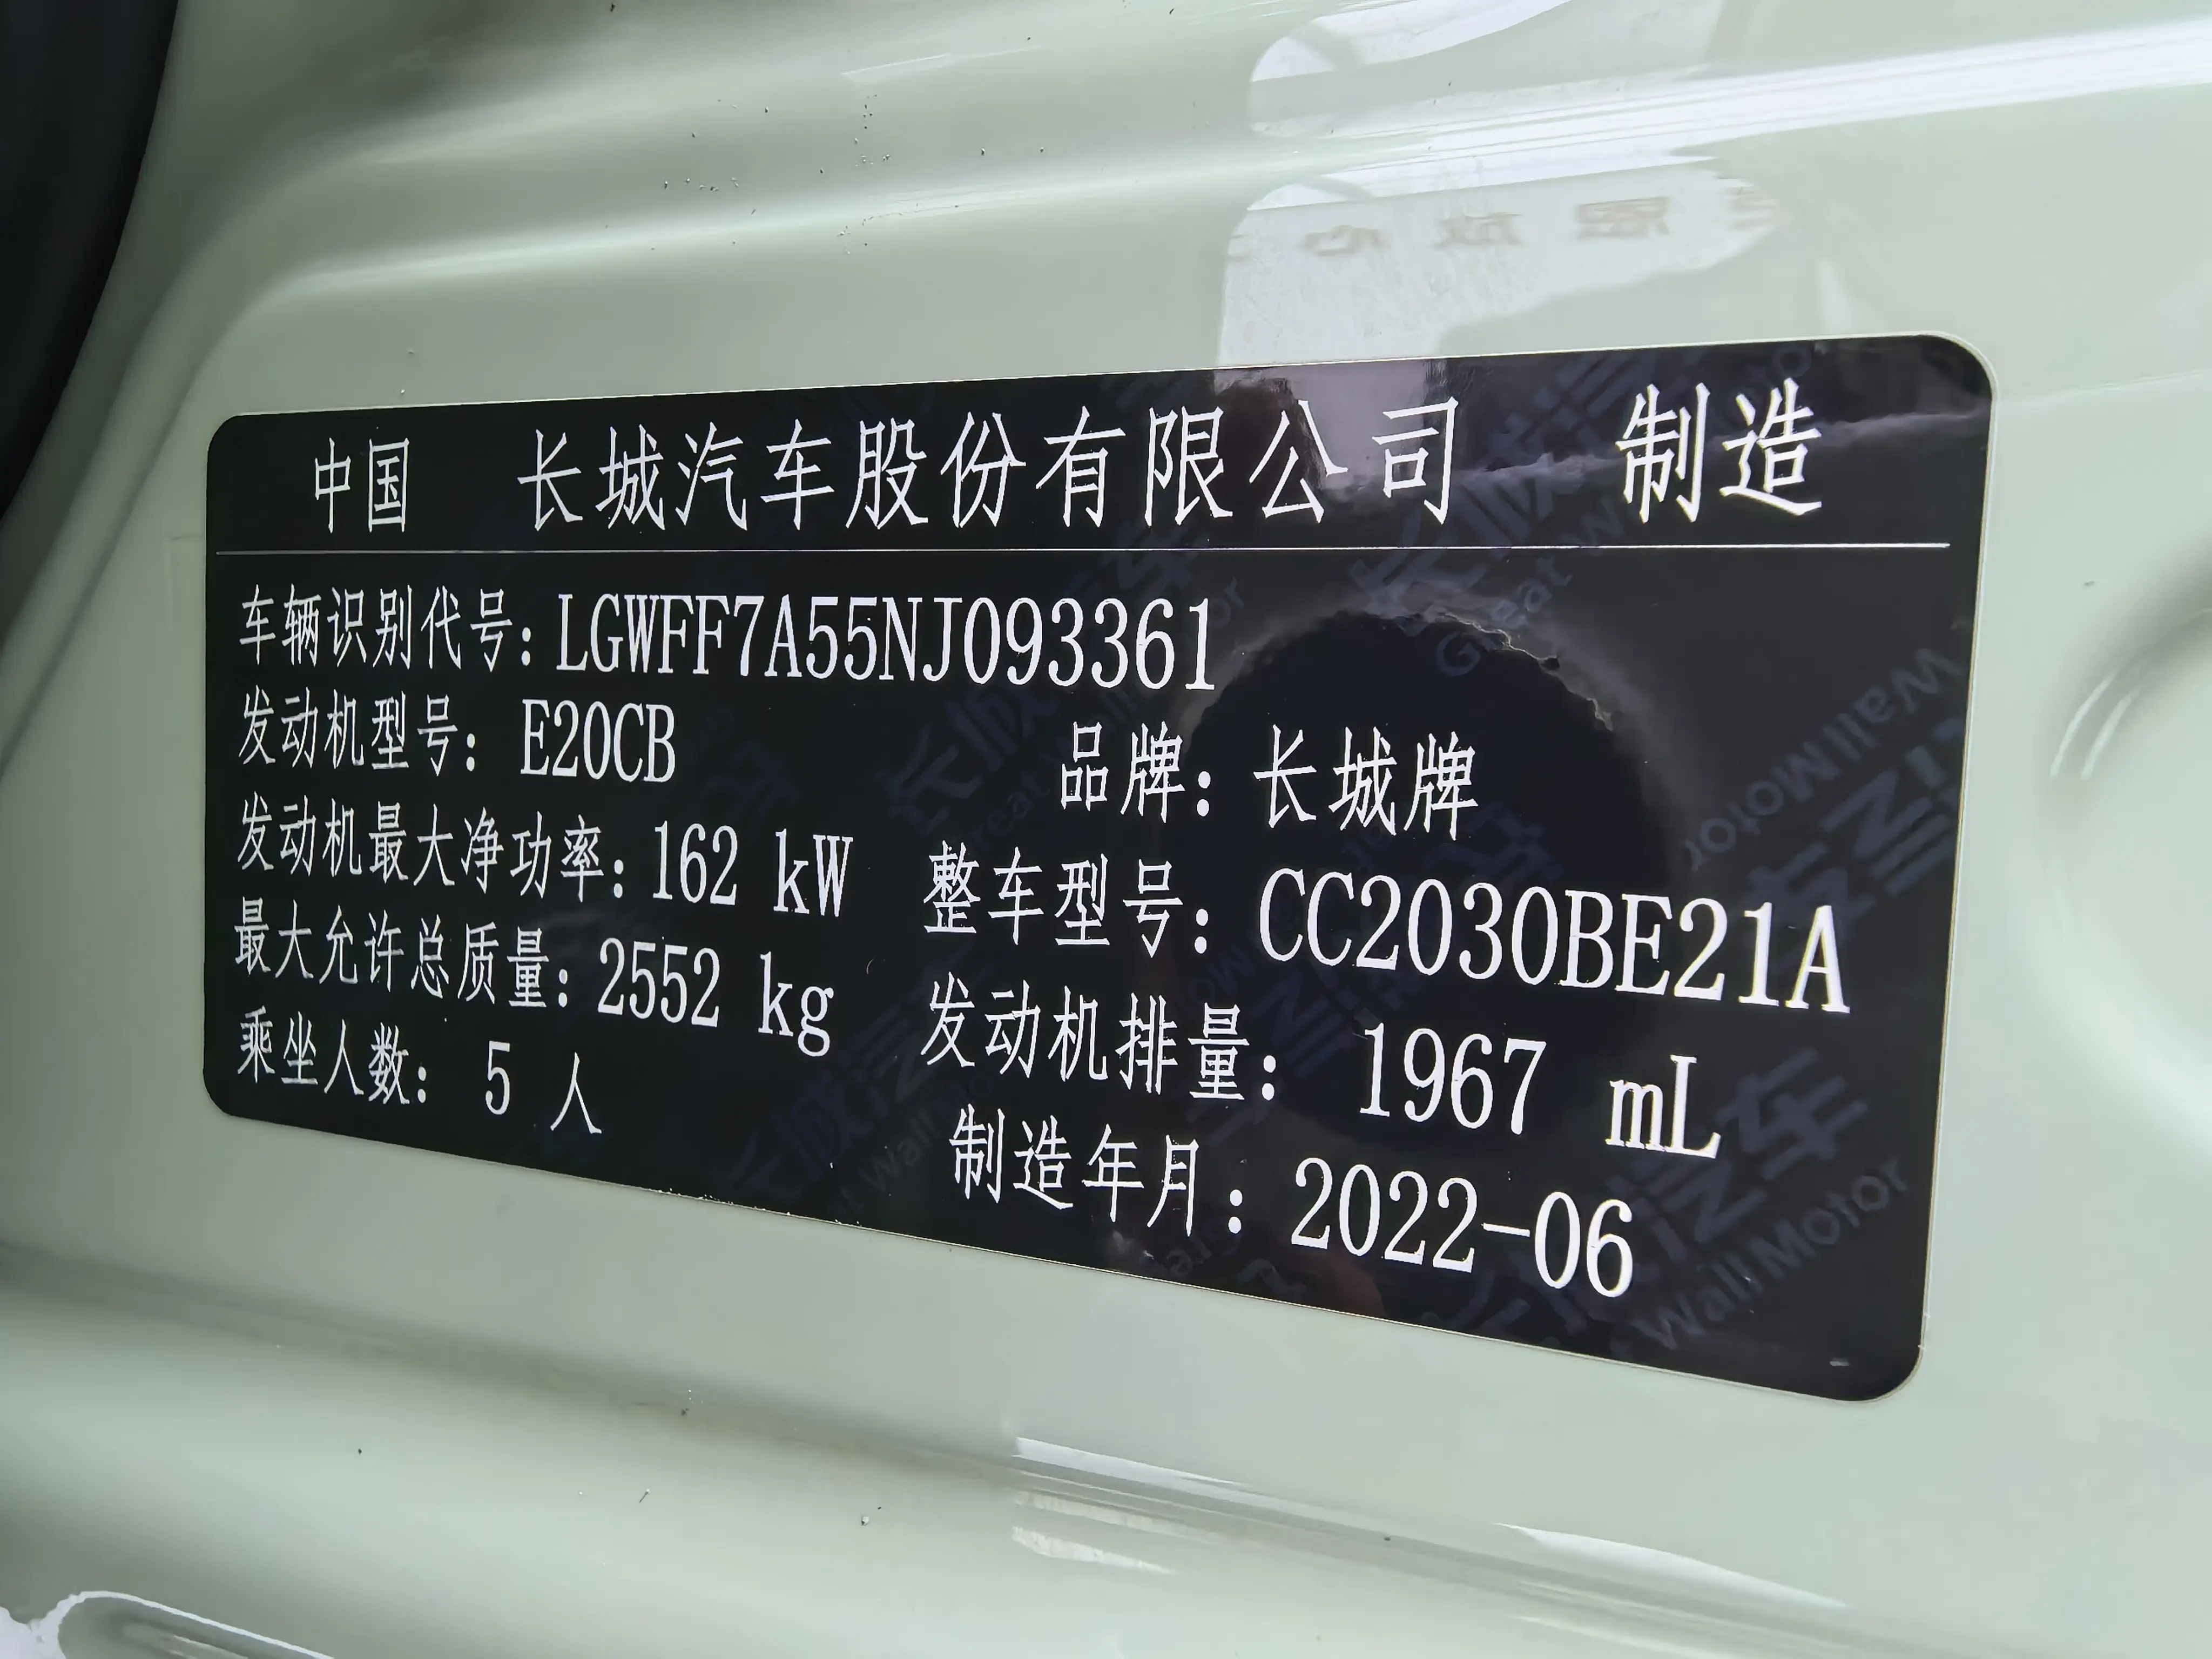 中国 长城汽车股份有限公司 制造
车辆识别代号：LGWFF7A55NJ093361
发动机型号：E20CB
品牌：长城牌
发动机最大净功率：162 kW
整车型号：CC2030BE21A
最大允许总质量：2552 kg
发动机排量：1967 mL
乘坐人数：5 人
制造年月：2022-06